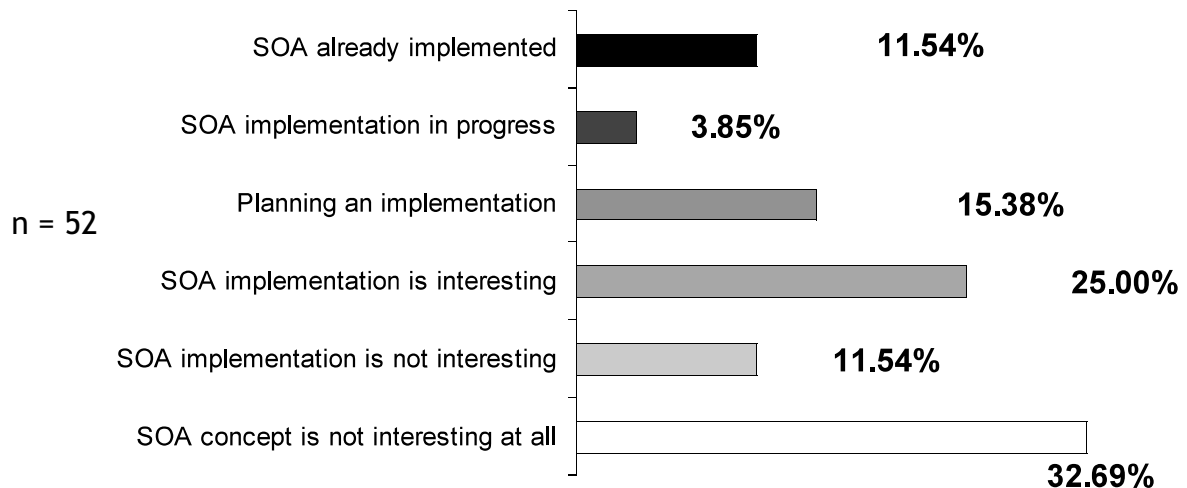 SOA already implemented 11.54%
SOA implementation in progress 3.85%
Planning an implementation 15.38%
n = 52
SOA implementation is interesting 25.00%
SOA implementation is not interesting 11.54%
SOA concept is not interesting at all
32.69%